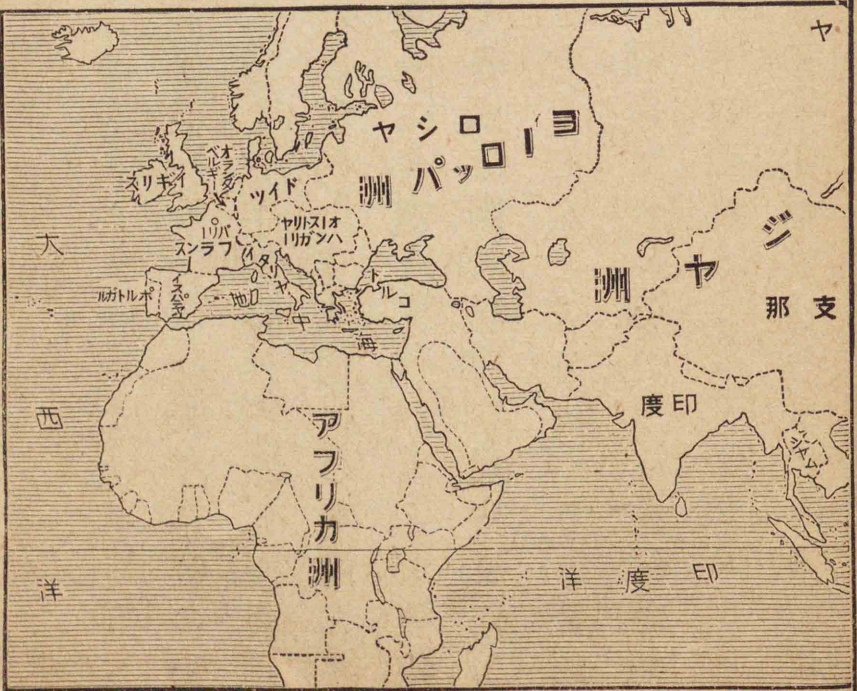 ヤ
ジ
ヤ
洲
ヨーロッパ洲
ロシヤ
オランダ
ベルギー
イギリス
ドイツ
オーストリヤ
ハンガリー
パリー
フランス
イタリヤ
イスパニヤ
ポルトガル
トルコ
地中海
支那
印度
シャム
アフリカ洲
大西洋
印度洋